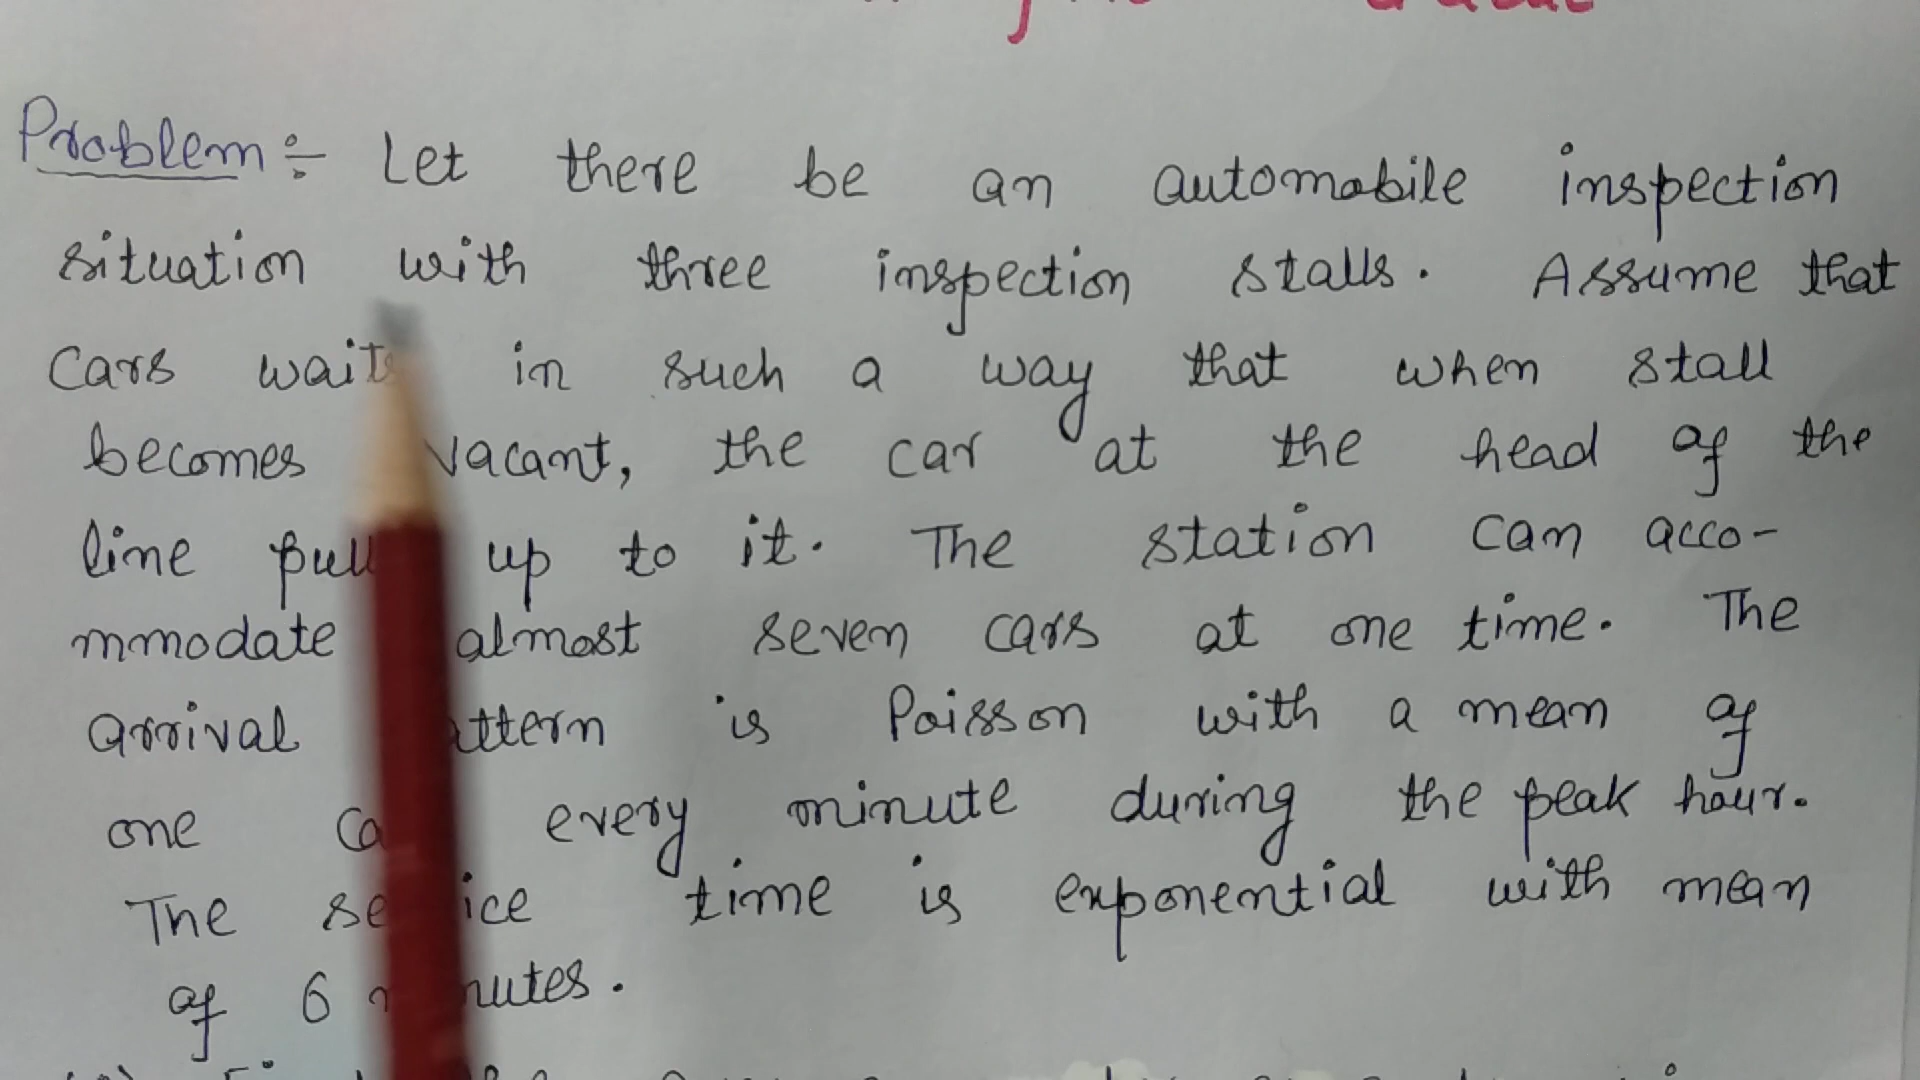 Problem :- Let there be an automobile inspection
situation with three inspection stalls. Assume that
cars wait in such a way that when stall
becomes vacant, the car at the head of the
line pull up to it. The station can acco-
mmodate almost seven cars at one time. The
arrival is Poisson with a mean of
one every minute during the peak hour.
The time is exponential with mean
of 6